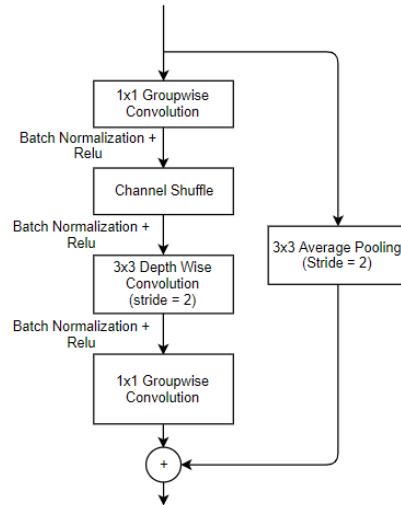 1x1 Groupwise
Convolution
Batch Normalization +
Relu
Channel Shuffle
Batch Normalization +
Relu
3x3 Depth Wise
Convolution
(stride = 2)
3x3 Average Pooling
(Stride = 2)
Batch Normalization +
Relu
1x1 Groupwise
Convolution
+